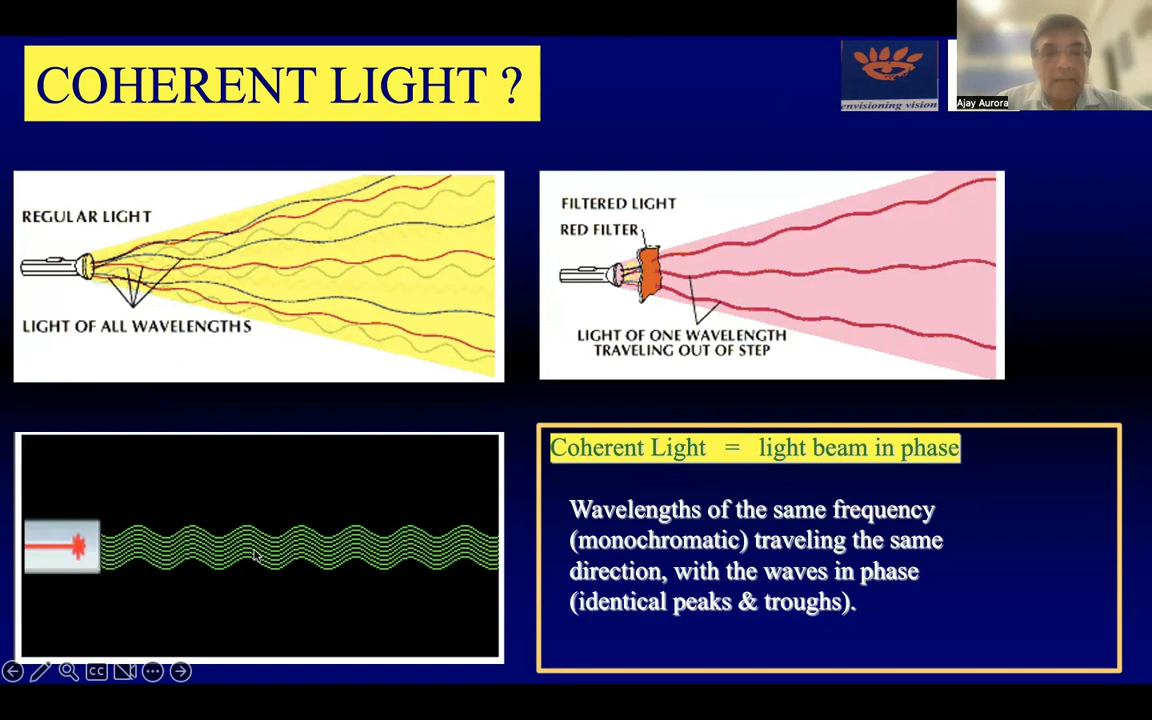 COHERENT LIGHT ?
envisioning vision
Ajay Aurora
REGULAR LIGHT
LIGHT OF ALL WAVELENGTHS
FILTERED LIGHT
RED FILTER
LIGHT OF ONE WAVELENGTH
TRAVELING OUT OF STEP
Coherent Light = light beam in phase
Wavelengths of the same frequency
(monochromatic) traveling the same
direction, with the waves in phase
(identical peaks & troughs).
CC